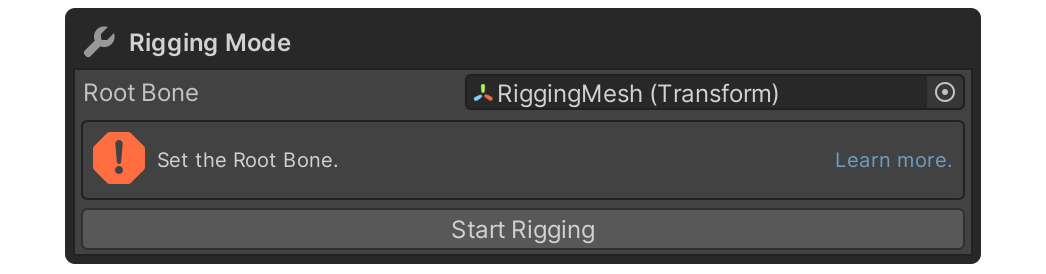 Rigging Mode
Root Bone RiggingMesh (Transform)
Set the Root Bone. Learn more.
Start Rigging